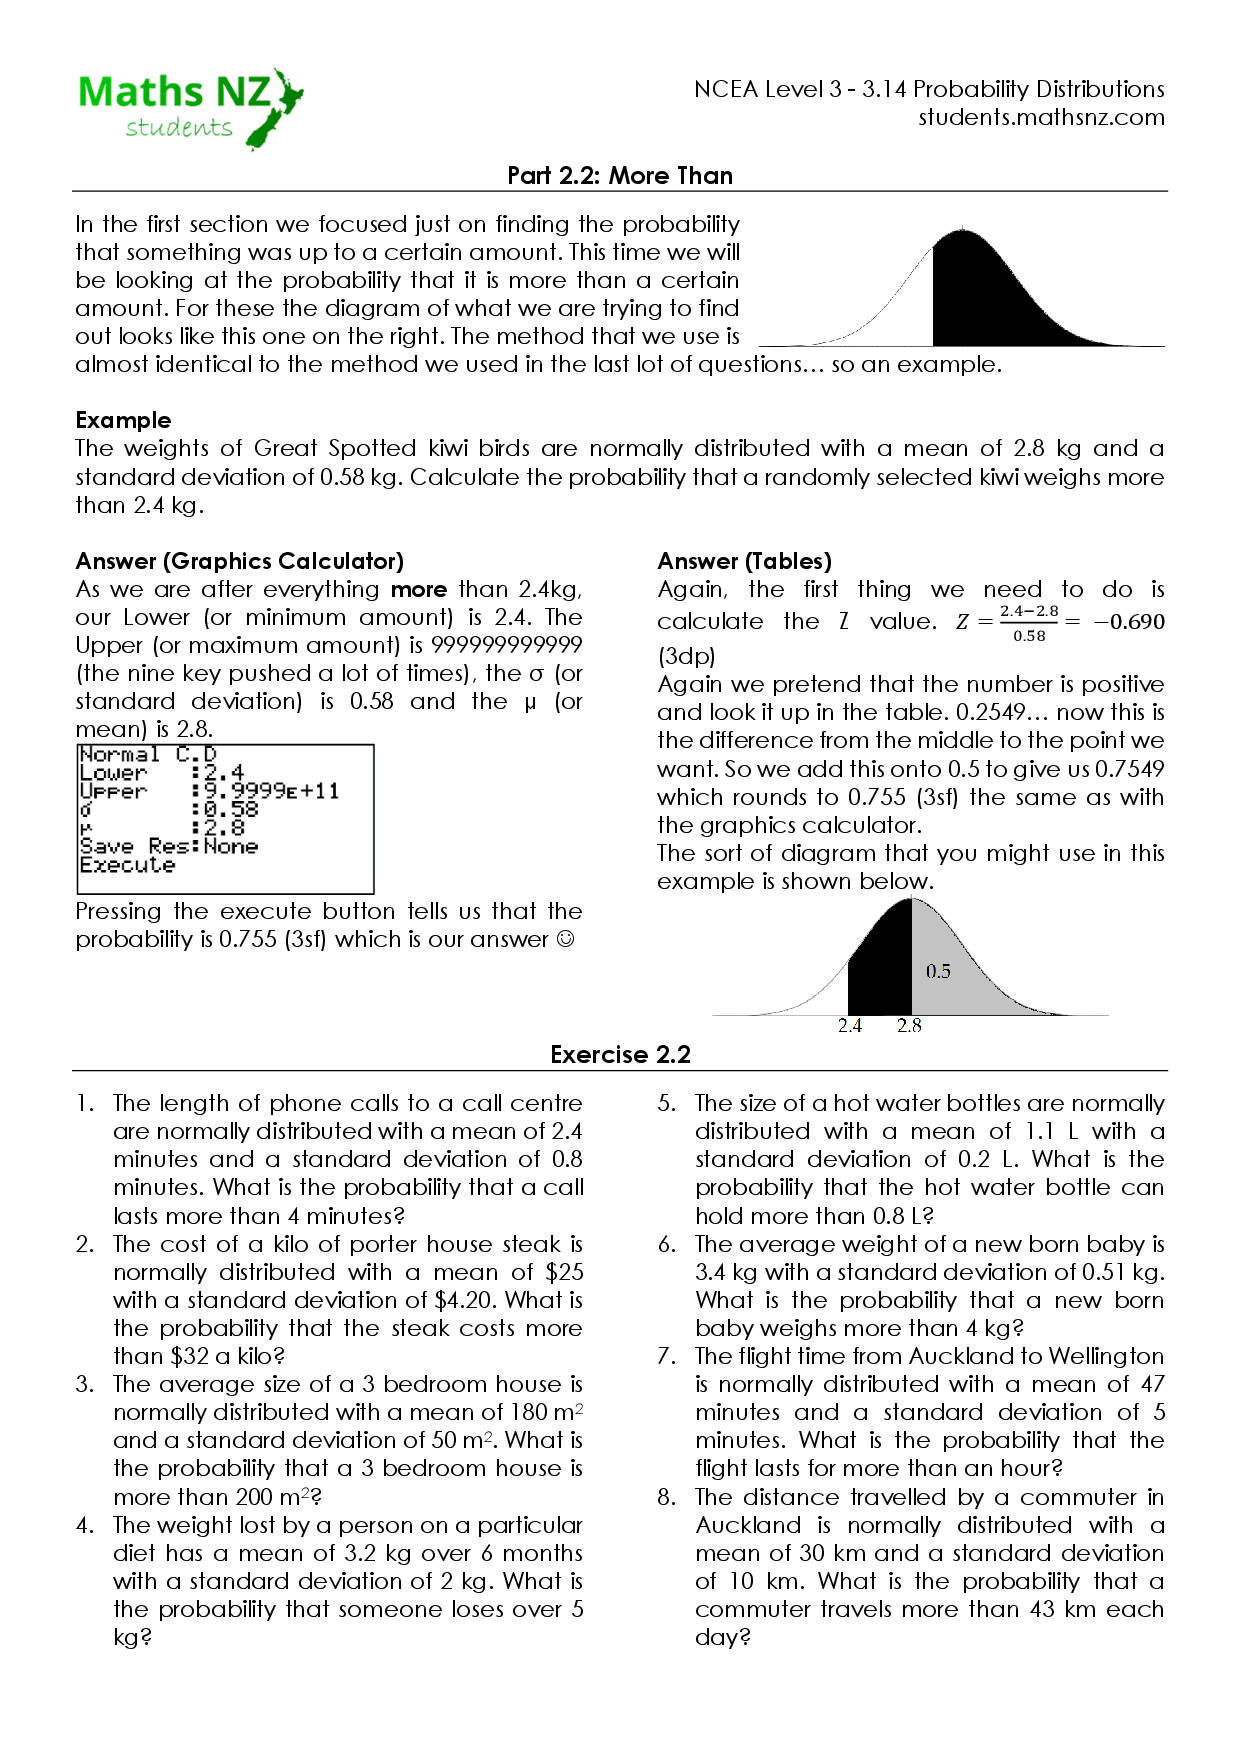 Maths NZ
students
NCEA Level 3 - 3.14 Probability Distributions
students.mathsnz.com
Part 2.2: More Than
In the first section we focused just on finding the probability
that something was up to a certain amount. This time we will
be looking at the probability that it is more than a certain
amount. For these the diagram of what we are trying to find
out looks like this one on the right. The method that we use is
almost identical to the method we used in the last lot of questions… so an example.
Example
The weights of Great Spotted kiwi birds are normally distributed with a mean of 2.8 kg and a
standard deviation of 0.58 kg. Calculate the probability that a randomly selected kiwi weighs more
than 2.4 kg.
Answer (Graphics Calculator)
As we are after everything more than 2.4kg,
our Lower (or minimum amount) is 2.4. The
Upper (or maximum amount) is 999999999999
(the nine key pushed a lot of times), the σ (or
standard deviation) is 0.58 and the µ (or
mean) is 2.8.
Normal C.D
Lower :2.4
Upper :9.9999E+11
σ :0.58
μ :2.8
Save Res:None
Execute
Pressing the execute button tells us that the
probability is 0.755 (3sf) which is our answer ☺
Answer (Tables)
Again, the first thing we need to do is
calculate the Z value. Z = 2.4−2.8/0.58 = −0.690
(3dp)
Again we pretend that the number is positive
and look it up in the table. 0.2549… now this is
the difference from the middle to the point we
want. So we add this onto 0.5 to give us 0.7549
which rounds to 0.755 (3sf) the same as with
the graphics calculator.
The sort of diagram that you might use in this
example is shown below.
0.5
2.4 2.8
Exercise 2.2
1. The length of phone calls to a call centre
are normally distributed with a mean of 2.4
minutes and a standard deviation of 0.8
minutes. What is the probability that a call
lasts more than 4 minutes?
2. The cost of a kilo of porter house steak is
normally distributed with a mean of $25
with a standard deviation of $4.20. What is
the probability that the steak costs more
than $32 a kilo?
3. The average size of a 3 bedroom house is
normally distributed with a mean of 180 m²
and a standard deviation of 50 m². What is
the probability that a 3 bedroom house is
more than 200 m²?
4. The weight lost by a person on a particular
diet has a mean of 3.2 kg over 6 months
with a standard deviation of 2 kg. What is
the probability that someone loses over 5
kg?
5. The size of a hot water bottles are normally
distributed with a mean of 1.1 L with a
standard deviation of 0.2 L. What is the
probability that the hot water bottle can
hold more than 0.8 L?
6. The average weight of a new born baby is
3.4 kg with a standard deviation of 0.51 kg.
What is the probability that a new born
baby weighs more than 4 kg?
7. The flight time from Auckland to Wellington
is normally distributed with a mean of 47
minutes and a standard deviation of 5
minutes. What is the probability that the
flight lasts for more than an hour?
8. The distance travelled by a commuter in
Auckland is normally distributed with a
mean of 30 km and a standard deviation
of 10 km. What is the probability that a
commuter travels more than 43 km each
day?